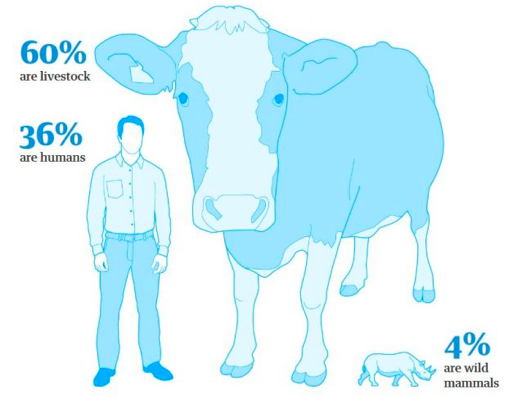 60%
are livestock
36%
are humans
4%
are wild
mammals